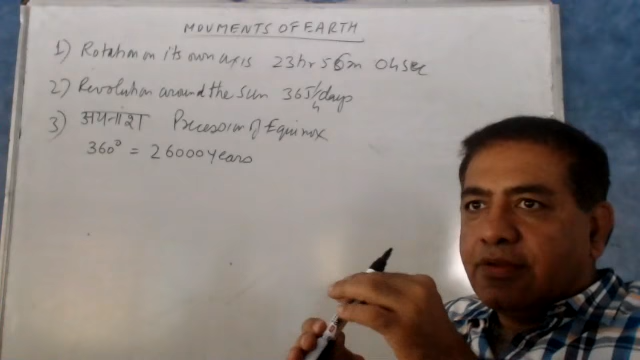 MOVMENTS OF EARTH
1) Rotation on its own axis 23hr 56m 04sec
2) Revolution around the sun 365 1/4 days
3) अयनांश Precession of Equinox
360° = 26000 years